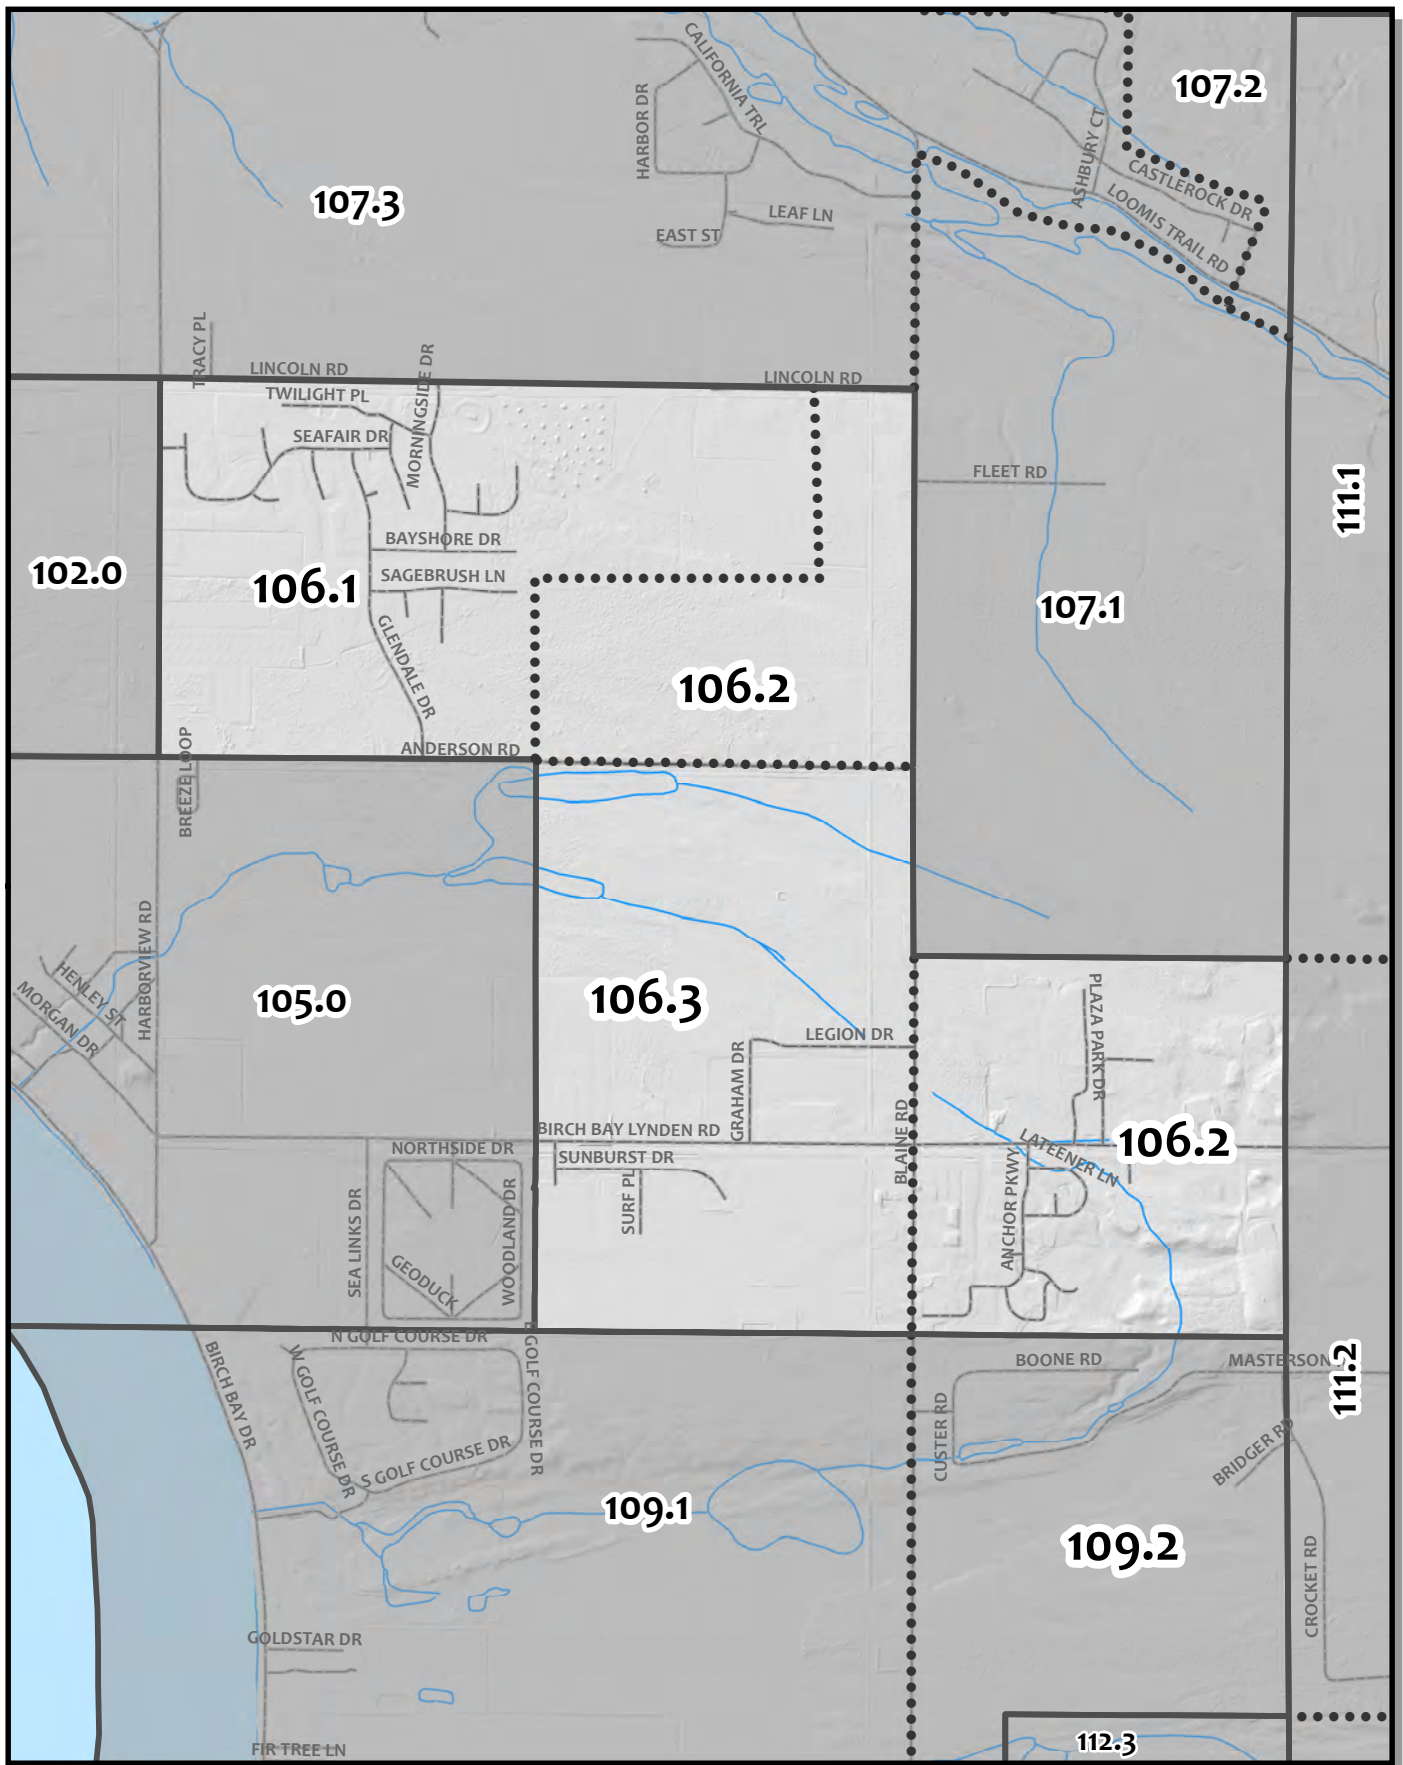 CALIFORNIA TRL
107.2
HARBOR DR
ASHBURY CT
CASTLEROCK DR
107.3
LEAF LN
LOOMIS TRAIL RD
EAST ST
TRACY PL
LINCOLN RD
MORNINGSIDE DR
LINCOLN RD
TWILIGHT PL
SEAFAIR DR
FLEET RD
111.1
BAYSHORE DR
102.0
106.1
SAGEBRUSH LN
107.1
GLENDALE DR
106.2
ANDERSON RD
BREEZE LOOP
HARBORVIEW RD
HENLEY ST
MORGAN DR
105.0
106.3
PLAZA PARK DR
LEGION DR
GRAHAM DR
BIRCH BAY LYNDEN RD
BLAINE RD
106.2
NORTHSIDE DR
SUNBURST DR
LATEENER LN
SURF PL
ANCHOR PKWY
SEA LINKS DR
WOODLAND DR
GEODUCK
N GOLF COURSE DR
BIRCH BAY DR
W GOLF COURSE DR
GOLF COURSE DR
BOONE RD
MASTERSON
111.2
CUSTER RD
S GOLF COURSE DR
BRIDGER RD
109.1
109.2
CROCKET RD
GOLDSTAR DR
FIR TREE LN
112.3